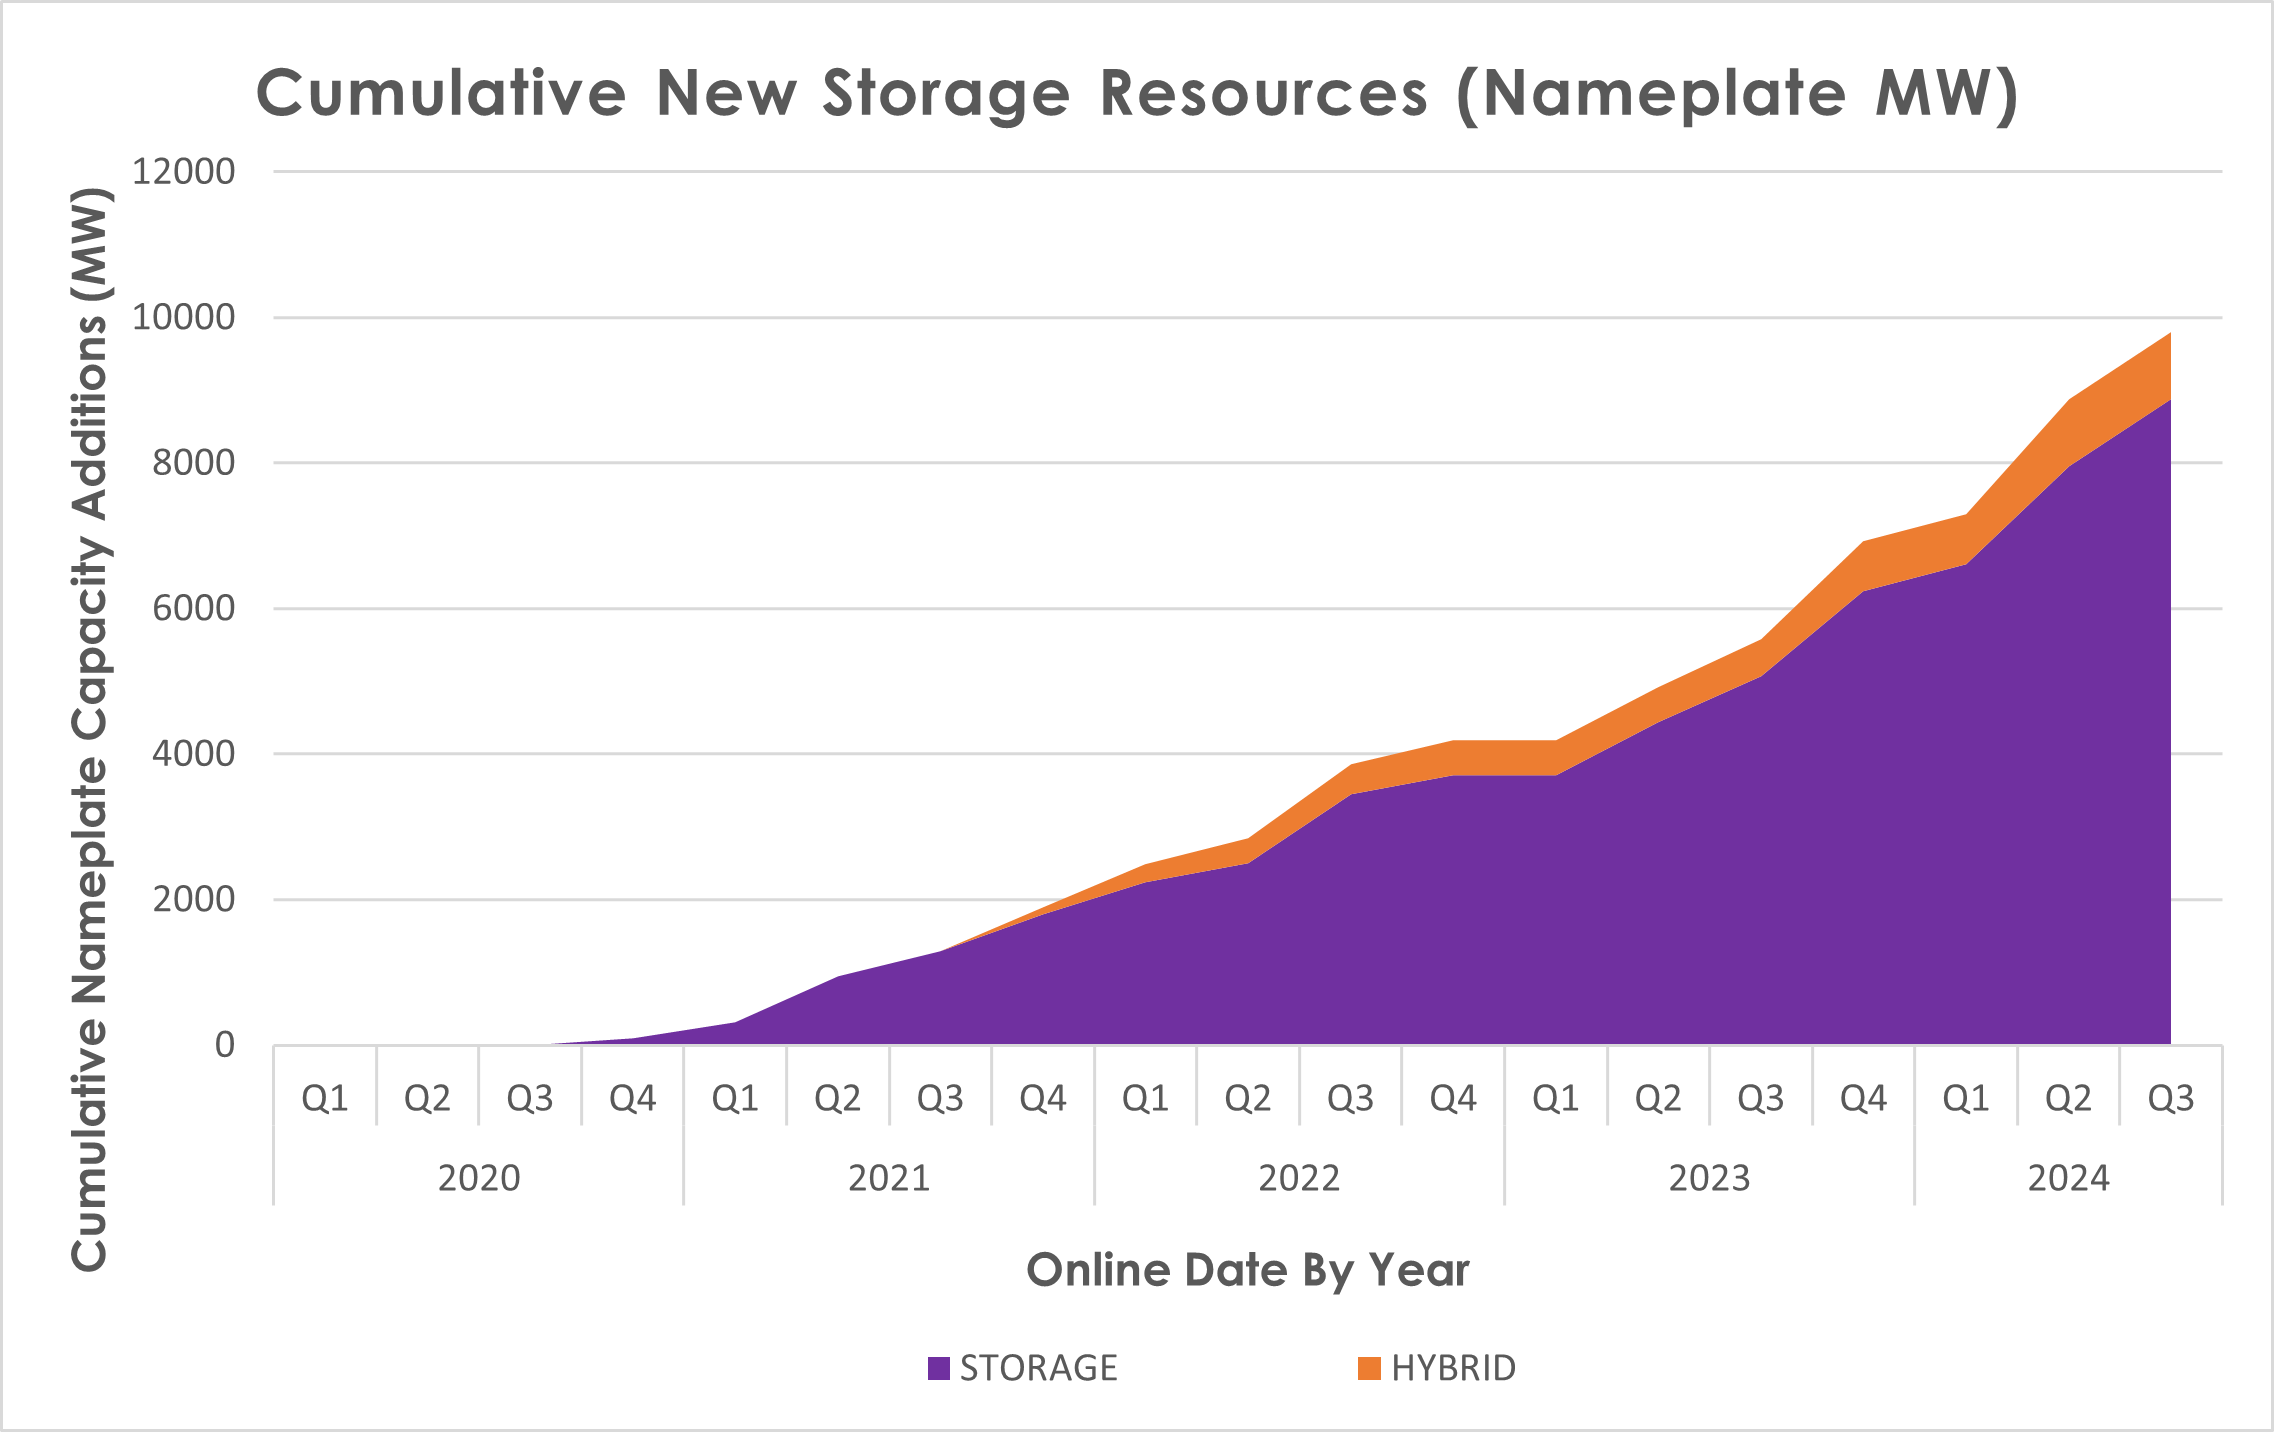 Cumulative New Storage Resources (Nameplate MW)
Cumulative Nameplate Capacity Additions (MW)
12000
10000
8000
6000
4000
2000
0
Q1 Q2 Q3 Q4 Q1 Q2 Q3 Q4 Q1 Q2 Q3 Q4 Q1 Q2 Q3 Q4 Q1 Q2 Q3
2020 2021 2022 2023 2024
Online Date By Year
STORAGE HYBRID